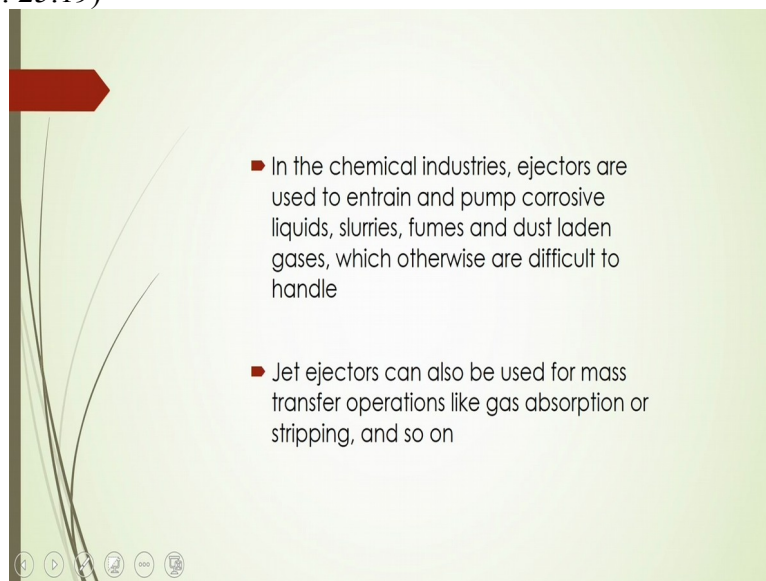 In the chemical industries, ejectors are
used to entrain and pump corrosive
liquids, slurries, fumes and dust laden
gases, which otherwise are difficult to
handle
Jet ejectors can also be used for mass
transfer operations like gas absorption or
stripping, and so on